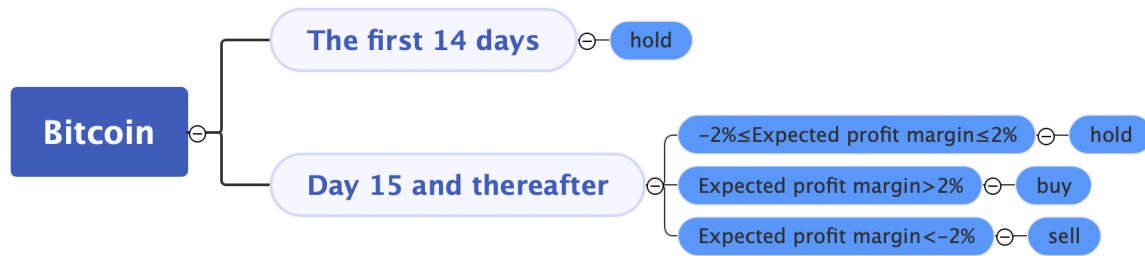 Bitcoin
The first 14 days
hold
Day 15 and thereafter
-2%≤Expected profit margin≤2%
hold
Expected profit margin>2%
buy
Expected profit margin<-2%
sell